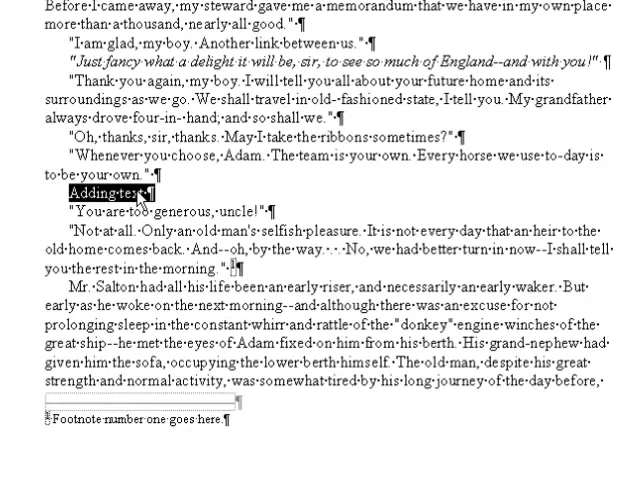 Before I came away, my steward gave me a memorandum that we have in my own place
more than a thousand, nearly all good." ¶
"I am glad, my boy. Another link between us." ¶
"Just fancy what a delight it will be, sir, to see so much of England--and with you!" ¶
"Thank you again, my boy. I will tell you all about your future home and its
surroundings as we go. We shall travel in old--fashioned state, I tell you. My grandfather
always drove four-in--hand; and so shall we." ¶
"Oh, thanks, sir, thanks. May I take the ribbons sometimes?" ¶
"Whenever you choose, Adam. The team is your own. Every horse we use to-day is
to be your own." ¶
Adding text ¶
"You are too generous, uncle!" ¶
"Not at all. Only an old man's selfish pleasure. It is not every day that an heir to the
old home comes back. And--oh, by the way. . . No, we had better turn in now--I shall tell
you the rest in the morning." 1¶
Mr. Salton had all his life been an early riser, and necessarily an early waker. But
early as he woke on the next morning--and although there was an excuse for not
prolonging sleep in the constant whirr and rattle of the "donkey" engine winches of the
great ship--he met the eyes of Adam fixed on him from his berth. His grand-nephew had
given him the sofa, occupying the lower berth himself. The old man, despite his great
strength and normal activity, was somewhat tired by his long journey of the day before,
¶
Footnote number one goes here.¶